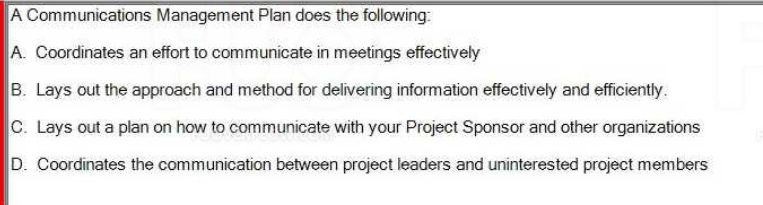 A Communications Management Plan does the following:
A. Coordinates an effort to communicate in meetings effectively
B. Lays out the approach and method for delivering information effectively and efficiently.
C. Lays out a plan on how to communicate with your Project Sponsor and other organizations
D. Coordinates the communication between project leaders and uninterested project members